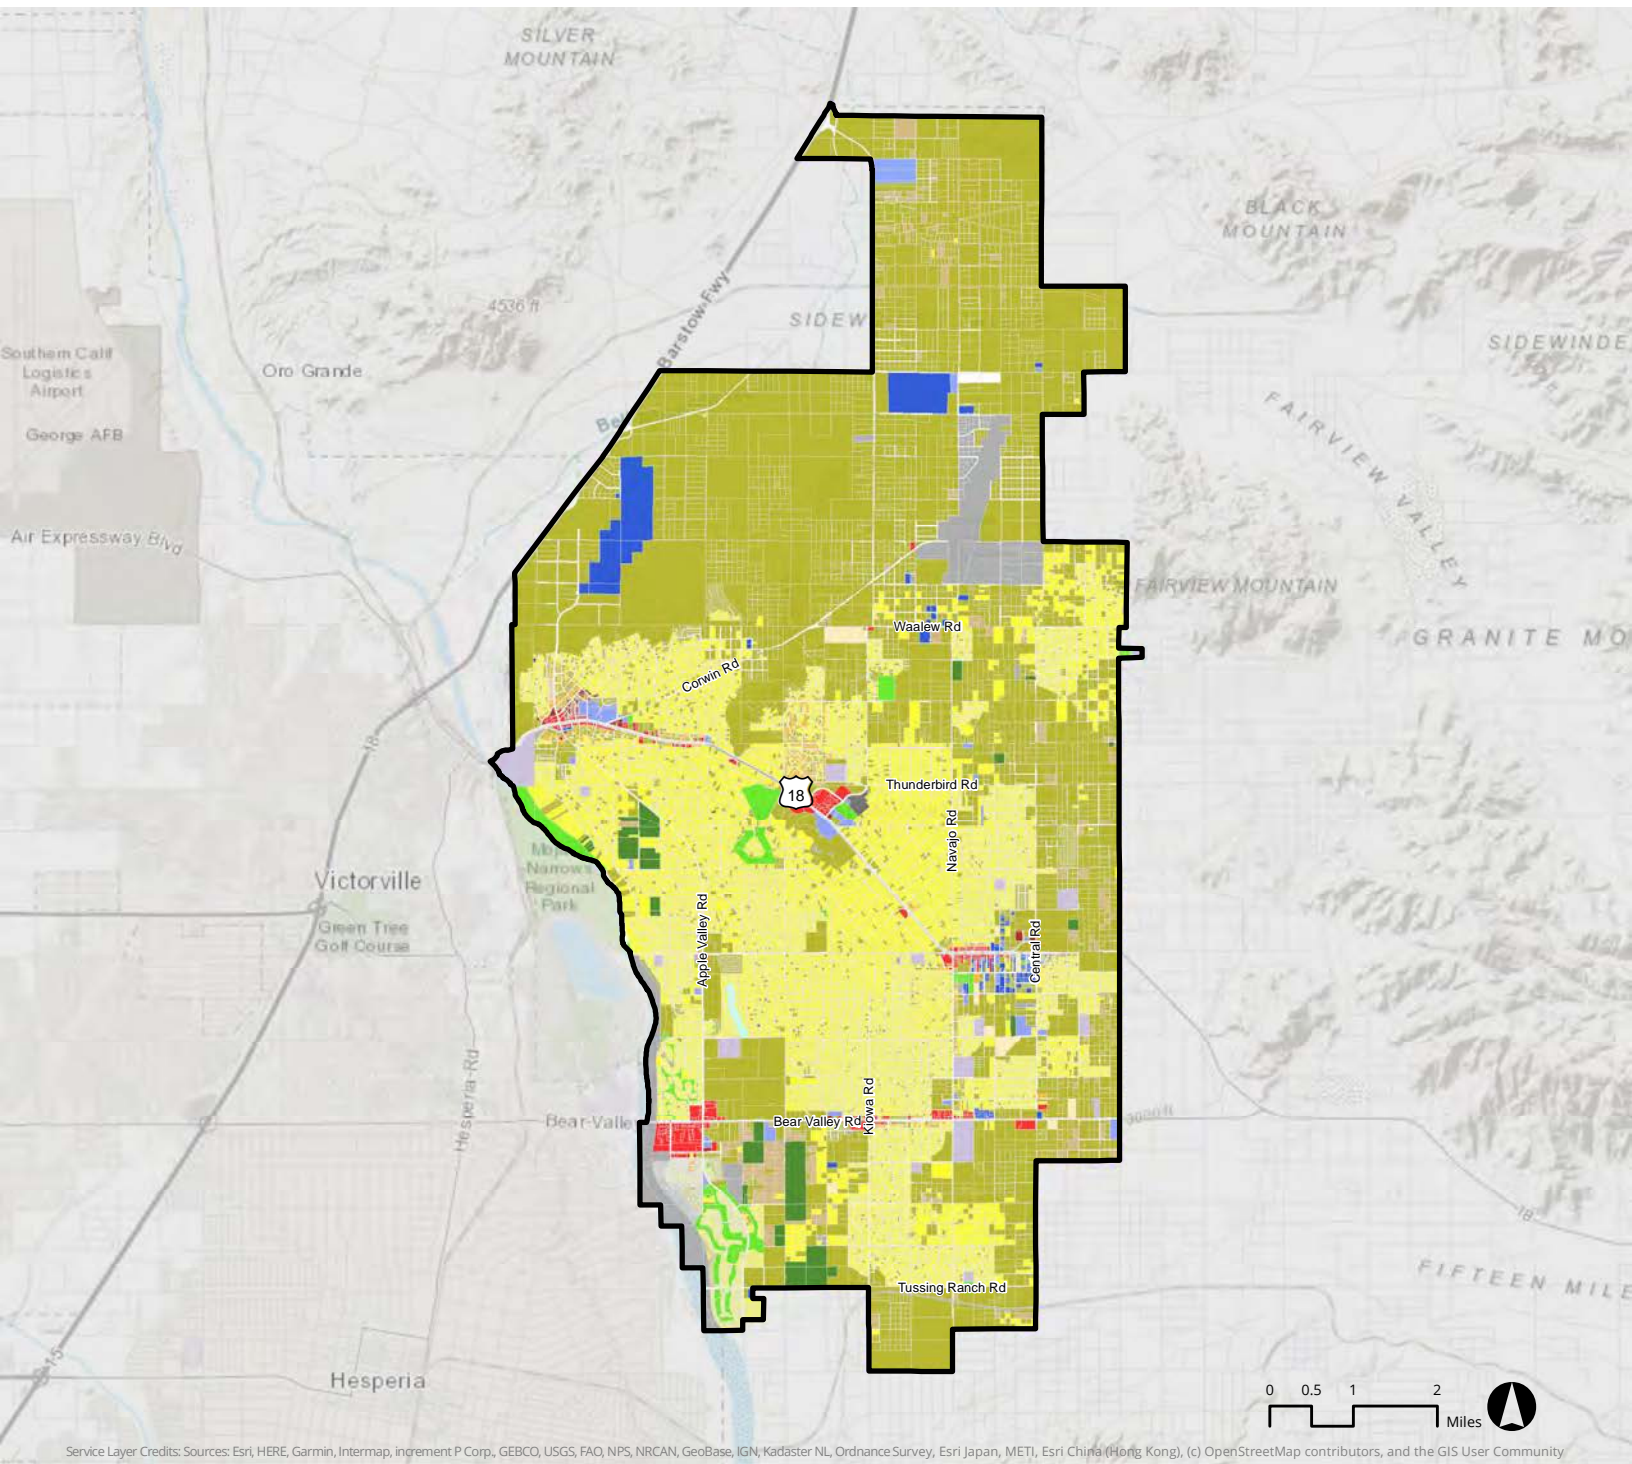 SILVER
MOUNTAIN
BLACK
MOUNTAIN
4536 ft
Barstow Fwy
SIDEW
SIDEWINDE
Southern Calif
Logistics
Airport
Oro Grande
George AFB
Bel
FAIRVIEW VALLEY
Air Expressway Blvd
FAIRVIEW MOUNTAIN
Waalew Rd
GRANITE MO
Corwin Rd
18
Thunderbird Rd
18
Navajo Rd
Narrows
Regional
Park
Victorville
Green Tree
Golf Course
Apple Valley Rd
Central Rd
Hesperia Rd
Kiowa Rd
Bear-Valle
Bear Valley Rd
3000 ft
18
FIFTEEN MILE
Tussing Ranch Rd
I-15
Hesperia
0 0.5 1 2
Miles
Service Layer Credits: Sources: Esri, HERE, Garmin, Intermap, increment P Corp., GEBCO, USGS, FAO, NPS, NRCAN, GeoBase, IGN, Kadaster NL, Ordnance Survey, Esri Japan, METI, Esri China (Hong Kong), (c) OpenStreetMap contributors, and the GIS User Community